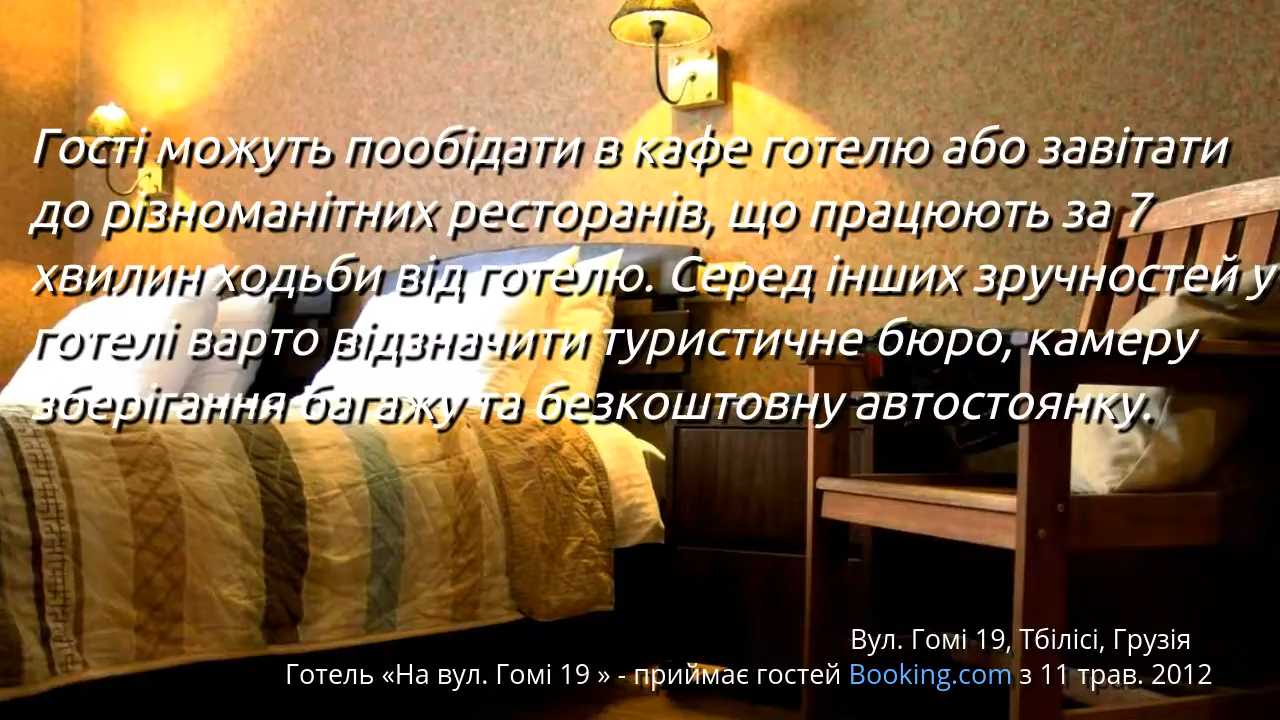 Гості можуть пообідати в кафе готелю або завітати
до різноманітних ресторанів, що працюють за 7
хвилин ходьби від готелю. Серед інших зручностей у
готелі варто відзначити туристичне бюро, камеру
зберігання багажу та безкоштовну автостоянку.
Вул. Гомі 19, Тбілісі, Грузія
Готель «На вул. Гомі 19 » - приймає гостей Booking.com з 11 трав. 2012